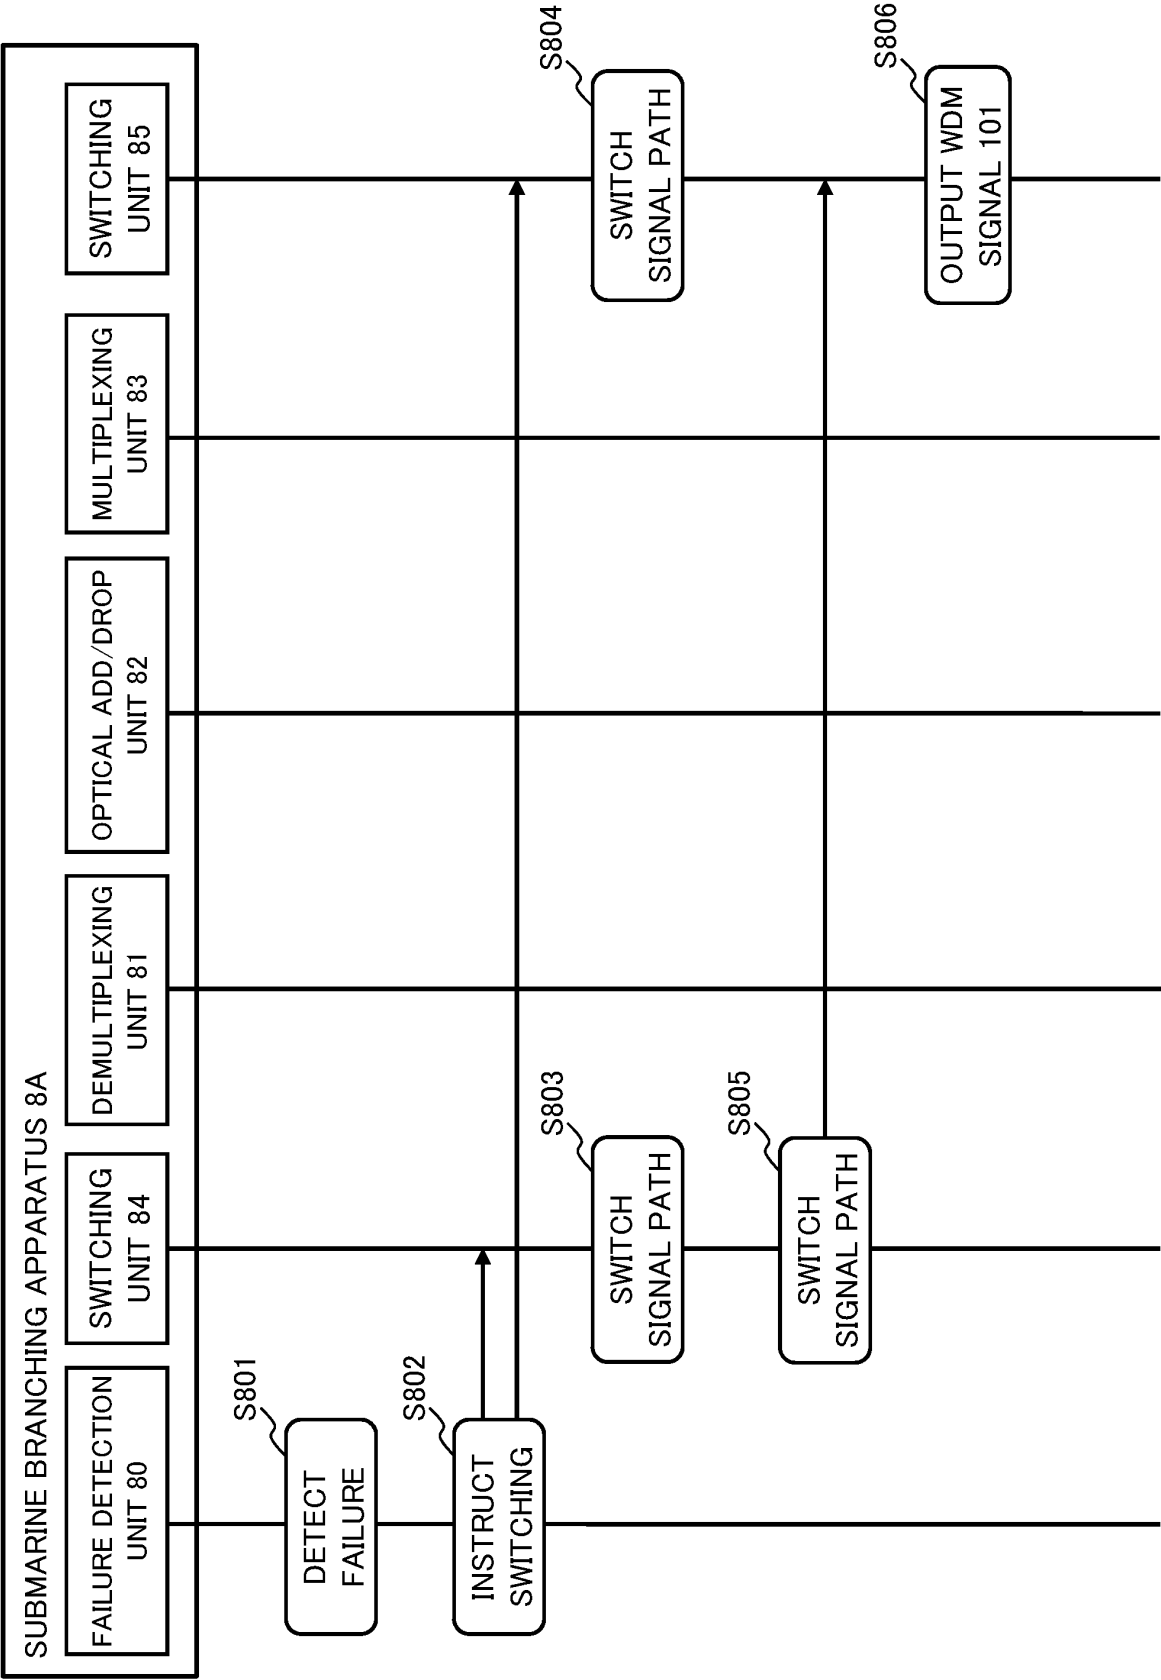 SUBMARINE BRANCHING APPARATUS 8A
FAILURE DETECTION
UNIT 80
SWITCHING
UNIT 84
DEMULTIPLEXING
UNIT 81
OPTICAL ADD/DROP
UNIT 82
MULTIPLEXING
UNIT 83
SWITCHING
UNIT 85
S801
DETECT
FAILURE
S802
INSTRUCT
SWITCHING
S803
SWITCH
SIGNAL PATH
S804
SWITCH
SIGNAL PATH
S805
SWITCH
SIGNAL PATH
S806
OUTPUT WDM
SIGNAL 101